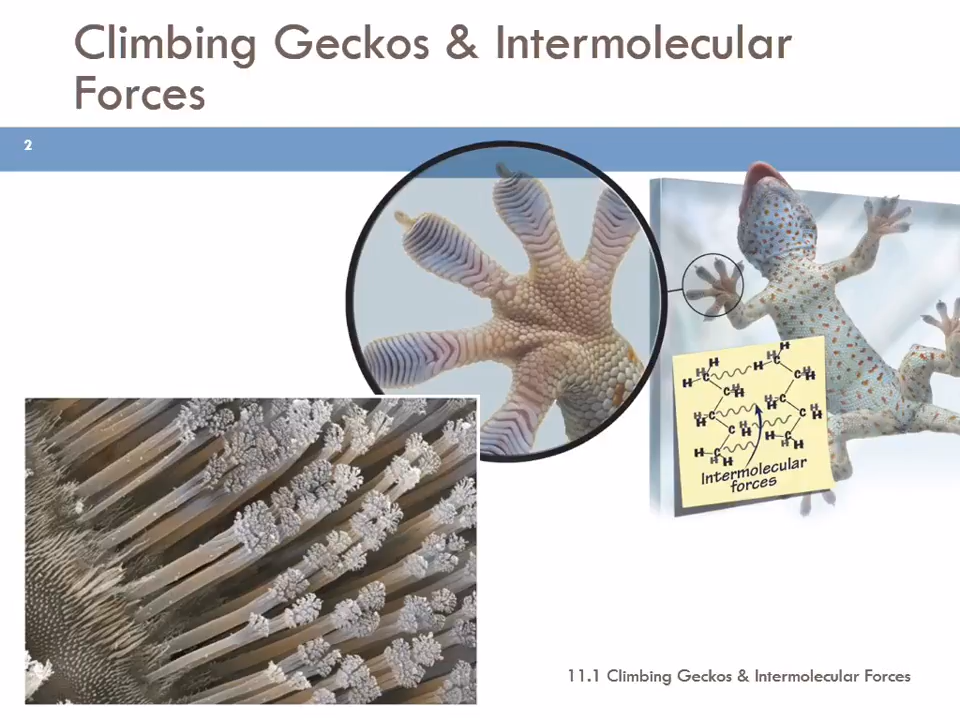 Climbing Geckos & Intermolecular
Forces
2
Intermolecular
forces
11.1 Climbing Geckos & Intermolecular Forces